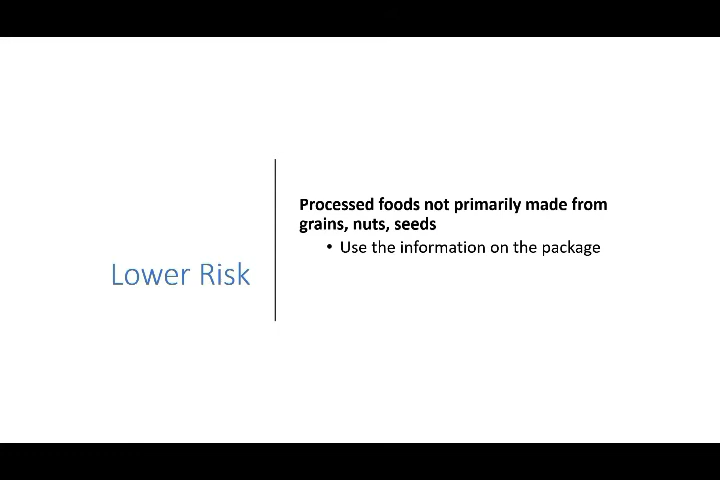 Processed foods not primarily made from
grains, nuts, seeds
• Use the information on the package
Lower Risk